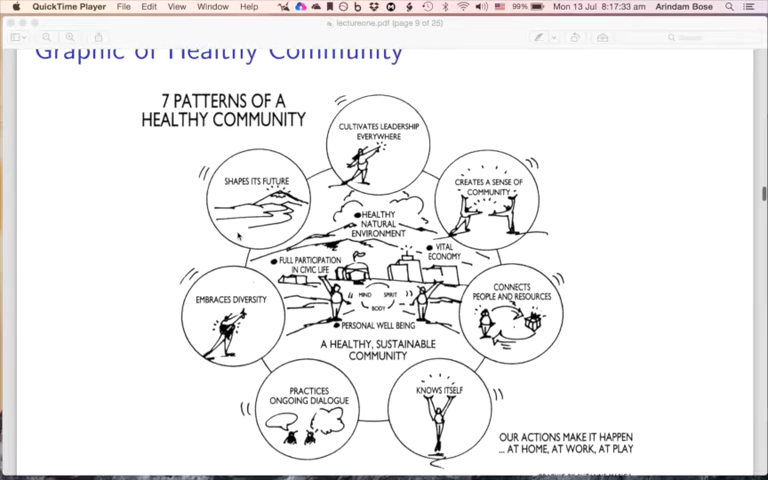 QuickTime Player File Edit View Window Help
99% Mon 13 Jul 8:17:33 am Arindam Bose
lectureone.pdf (page 9 of 25)
Search
Graphic of Healthy Community
7 PATTERNS OF A
HEALTHY COMMUNITY
CULTIVATES LEADERSHIP
EVERYWHERE
SHAPES ITS FUTURE
CREATES A SENSE OF
COMMUNITY
HEALTHY
NATURAL
ENVIRONMENT
VITAL
ECONOMY
FULL PARTICIPATION
IN CIVIC LIFE
EMBRACES DIVERSITY
MIND SPIRIT
BODY
CONNECTS
PEOPLE AND RESOURCES
PERSONAL WELL BEING
A HEALTHY, SUSTAINABLE
COMMUNITY
PRACTICES
ONGOING DIALOGUE
KNOWS ITSELF
OUR ACTIONS MAKE IT HAPPEN
... AT HOME, AT WORK, AT PLAY